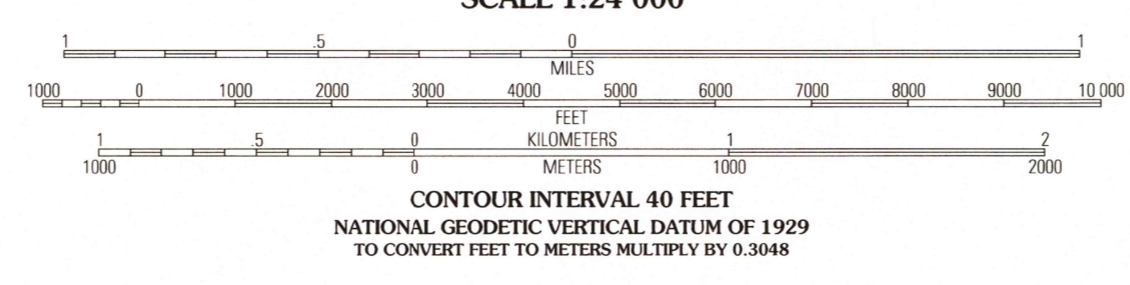 SCALE 1:24 000
1 .5 0 1
MILES
1000 0 1000 2000 3000 4000 5000 6000 7000 8000 9000 10 000
FEET
1 .5 0 KILOMETERS 1 2
1000 0 METERS 1000 2000
CONTOUR INTERVAL 40 FEET
NATIONAL GEODETIC VERTICAL DATUM OF 1929
TO CONVERT FEET TO METERS MULTIPLY BY 0.3048